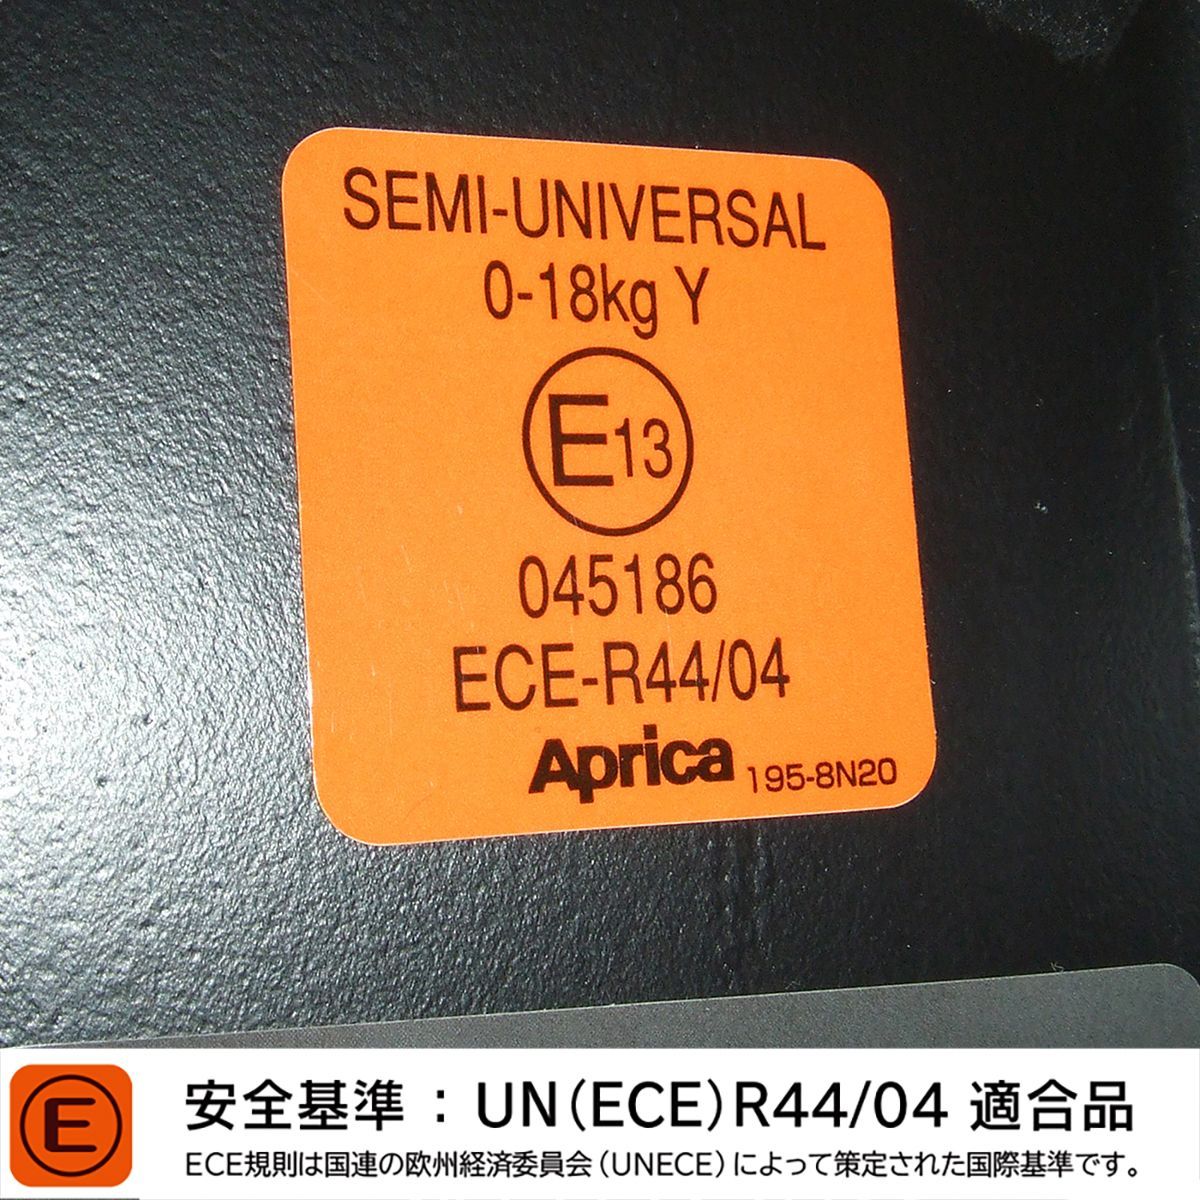 SEMI-UNIVERSAL
0-18kg Y
E13
045186
ECE-R44/04
Aprica 195-8N20
E 安全基準：UN(ECE)R44/04 適合品
ECE規則は国連の欧州経済委員会（UNECE）によって策定された国際基準です。